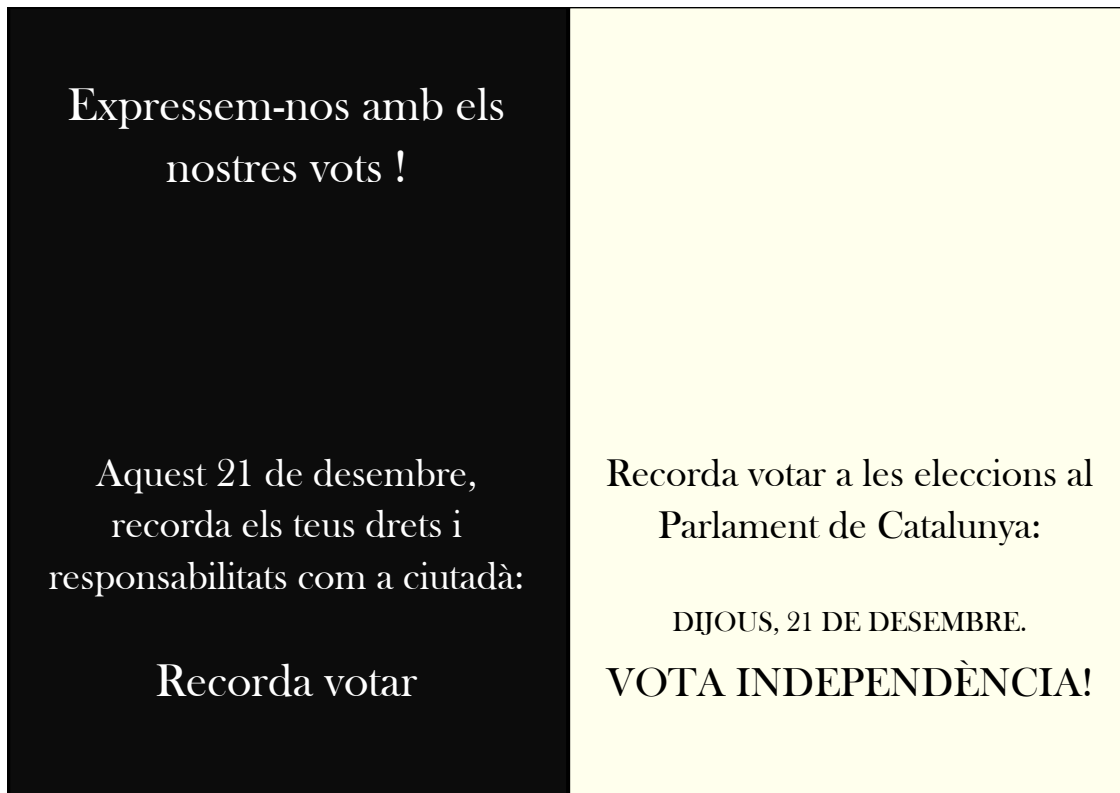 Expressem-nos amb els
nostres vots !
Aquest 21 de desembre,
recorda els teus drets i
responsabilitats com a ciutadà:
Recorda votar
Recorda votar a les eleccions al
Parlament de Catalunya:
DIJOUS, 21 DE DESEMBRE.
VOTA INDEPENDÈNCIA!